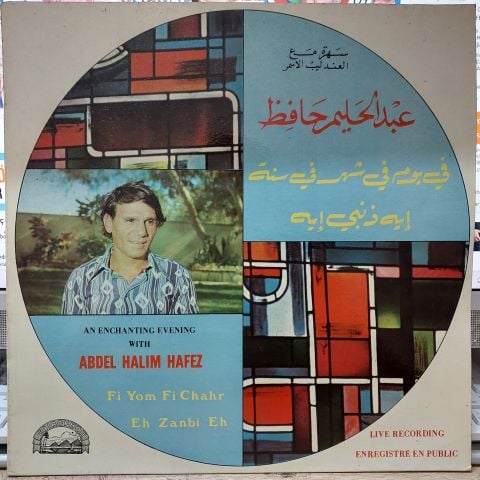 سهرة مع
العندليب الأسمر
عبد الحليم حافظ
في يوم في شهر في سنة
إيه ذنبي إيه
AN ENCHANTING EVENING
WITH
ABDEL HALIM HAFEZ
Fi Yom Fi Chahr
Eh Zanbi Eh
LIVE RECORDING
ENREGISTRÉ EN PUBLIC